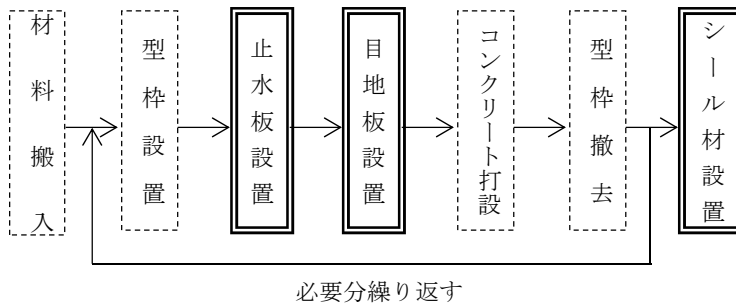 材料搬入
型枠設置
止水板設置
目地板設置
コンクリート打設
型枠撤去
シール材設置
必要分繰り返す